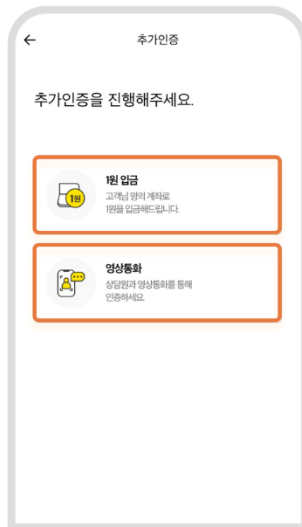 추가인증
추가인증을 진행해주세요.
1원
1원 입금
고객님 명의 계좌로
1원을 입금해드립니다.
영상통화
상담원과 영상통화를 통해
인증하세요.